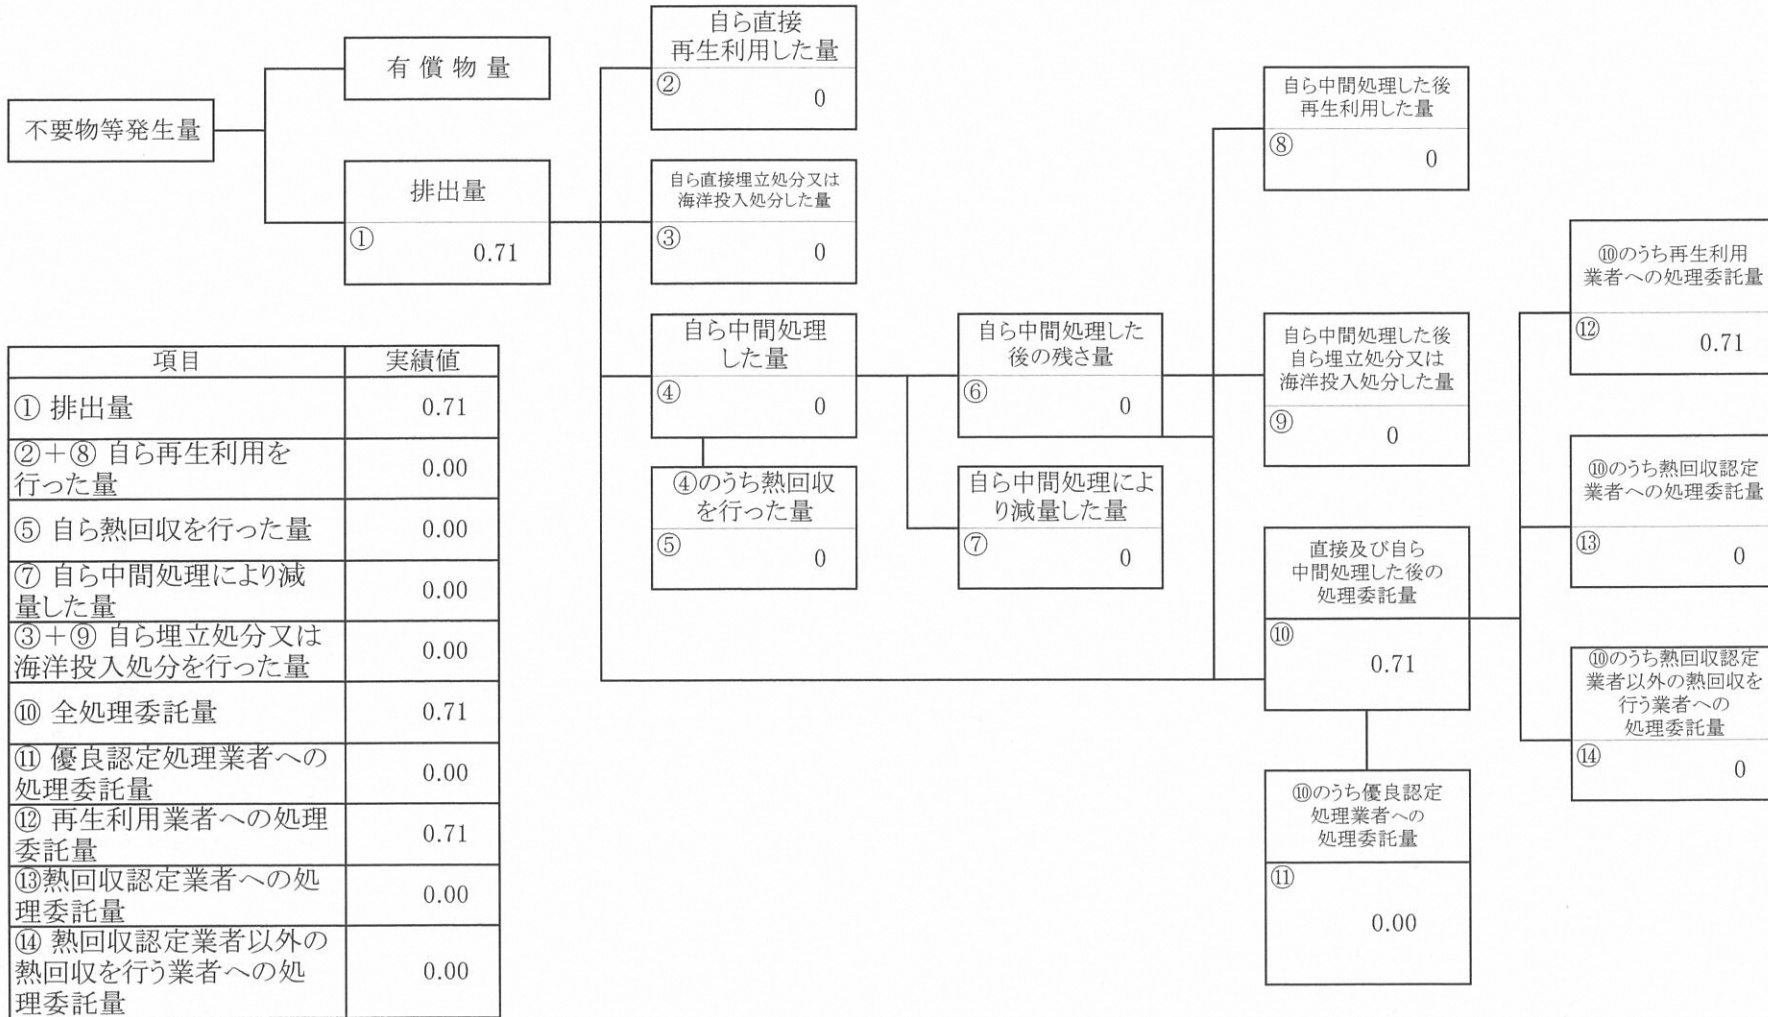 不要物等発生量
有償物量
排出量
①
0.71
自ら直接
再生利用した量
②
0
自ら直接埋立処分又は
海洋投入処分した量
③
0
自ら中間処理
した量
④
0
④のうち熱回収
を行った量
⑤
0
自ら中間処理した
後の残さ量
⑥
0
自ら中間処理によ
り減量した量
⑦
0
自ら中間処理した後
再生利用した量
⑧
0
自ら中間処理した後
自ら埋立処分又は
海洋投入処分した量
⑨
0
直接及び自ら
中間処理した後の
処理委託量
⑩
0.71
⑩のうち優良認定
処理業者への
処理委託量
⑪
0.00
⑩のうち再生利用
業者への処理委託量
⑫
0.71
⑩のうち熱回収認定
業者への処理委託量
⑬
0
⑩のうち熱回収認定
業者以外の熱回収を
行う業者への
処理委託量
⑭
0
項目 実績値
① 排出量 0.71
②+⑧ 自ら再生利用を
行った量 0.00
⑤ 自ら熱回収を行った量 0.00
⑦ 自ら中間処理により減
量した量 0.00
③+⑨ 自ら埋立処分又は
海洋投入処分を行った量 0.00
⑩ 全処理委託量 0.71
⑪ 優良認定処理業者への
処理委託量 0.00
⑫ 再生利用業者への処理
委託量 0.71
⑬熱回収認定業者への処
理委託量 0.00
⑭ 熱回収認定業者以外の
熱回収を行う業者への処
理委託量 0.00